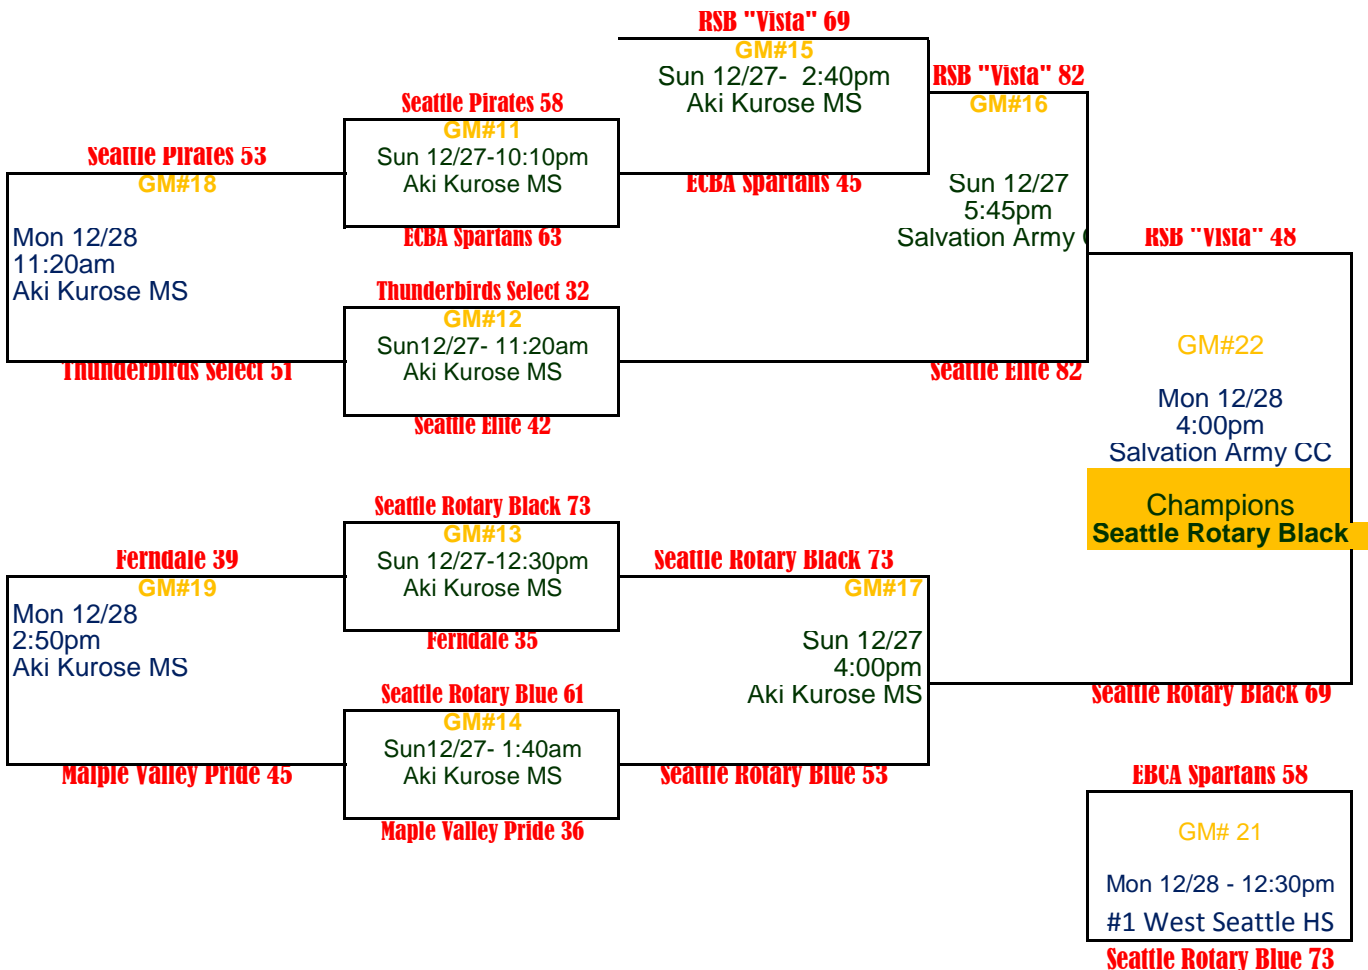 RSB "Vista" 69
GM#15
Sun 12/27-  2:40pm
Aki Kurose MS
ECBA Spartans 45
RSB "Vista" 82
GM#16
Sun 12/27
5:45pm
Salvation Army
Seattle Elite 82
Seattle Pirates 58
GM#11
Sun 12/27-10:10pm
Aki Kurose MS
ECBA Spartans 63
Seattle Pirates 53
GM#18
Mon 12/28
11:20am
Aki Kurose MS
Thunderbirds Select 51
Thunderbirds Select 32
GM#12
Sun12/27- 11:20am
Aki Kurose MS
Seattle Elite 42
RSB "Vista" 48
GM#22
Mon 12/28
4:00pm
Salvation Army CC
Champions
Seattle Rotary Black
Seattle Rotary Black 69
Seattle Rotary Black 73
GM#13
Sun 12/27-12:30pm
Aki Kurose MS
Ferndale 35
Ferndale 39
GM#19
Mon 12/28
2:50pm
Aki Kurose MS
Malple Valley Pride 45
Seattle Rotary Blue 61
GM#14
Sun12/27- 1:40am
Aki Kurose MS
Maple Valley Pride 36
Seattle Rotary Black 73
GM#17
Sun 12/27
4:00pm
Aki Kurose MS
Seattle Rotary Blue 53
EBCA Spartans 58
GM# 21
Mon 12/28 - 12:30pm
#1 West Seattle HS
Seattle Rotary Blue 73